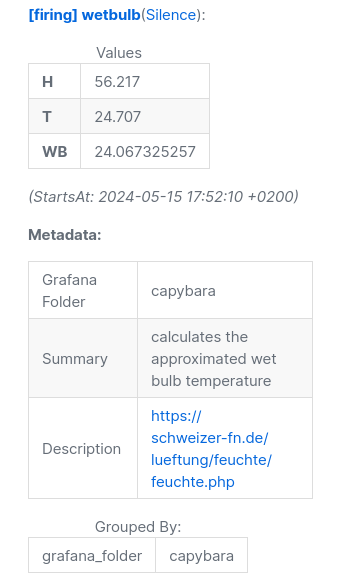 [firing] wetbulb(Silence):
Values
H 56.217
T 24.707
WB 24.067325257
(StartsAt: 2024-05-15 17:52:10 +0200)
Metadata:
Grafana
Folder
capybara
Summary
calculates the
approximated wet
bulb temperature
Description
https://
schweizer-fn.de/
lueftung/feuchte/
feuchte.php
Grouped By:
grafana_folder capybara